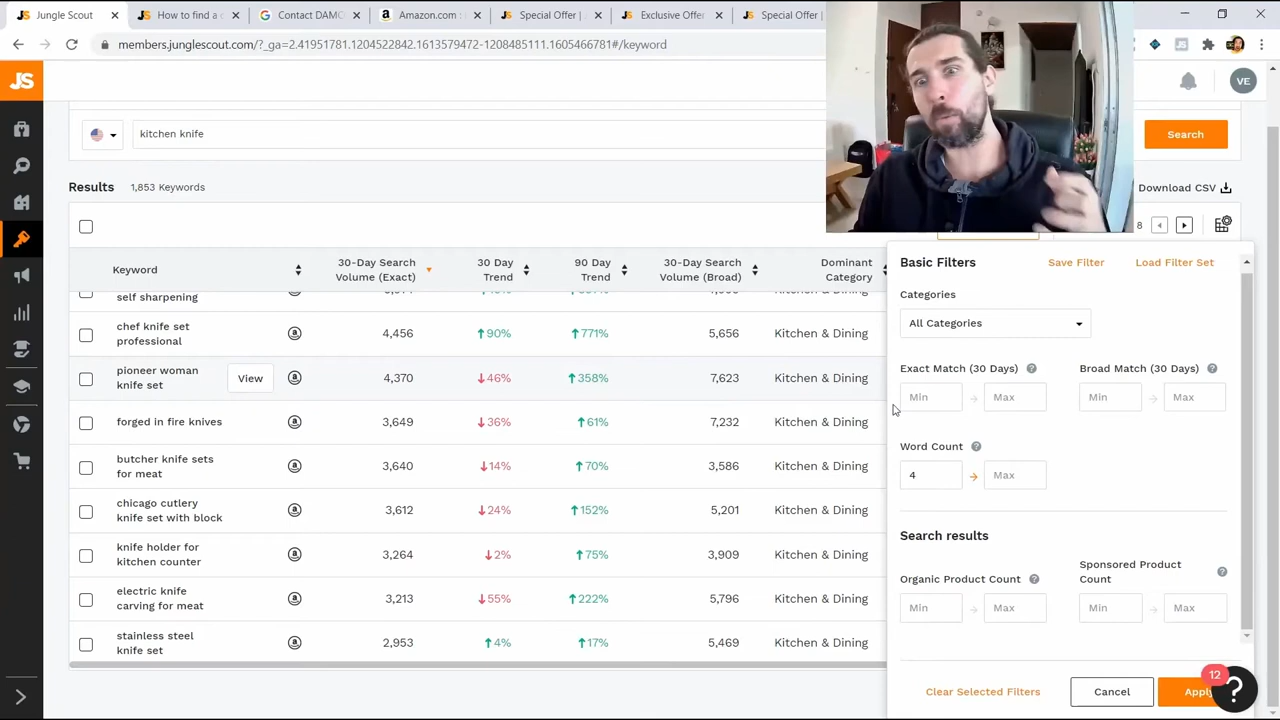 Jungle Scout
How to find a c
Contact DAMC
Amazon.com :
Special Offer |
Exclusive Offer
Special Offer |
members.junglescout.com/?_ga=
1951781.1204522842.1613579472-120848517
605466781#/keyword
JS
VE
kitchen knife
Search
Results
1,853 Keywords
Download CSV
8
Keyword
30-Day Search
Volume (Exact)
30 Day
Tre
90 Day
Trend
30-Day Search
Volume (Broad)
Dominant
Category
self sharpening
chef knife set
professional
4,456
90%
771%
5,656
Kitchen & Dining
pioneer woman
knife set
View
4,370
46%
358%
7,623
Kitchen & Dining
forged in fire knives
3,649
36%
61%
7,232
Kitchen & Dining
butcher knife se
for meat
3,640
14%
70%
3,586
Kitchen & Dining
chicago cutlery
knife set with block
3,612
24%
152%
5,201
Kitchen & Dining
knife holder for
kitchen counter
3,264
2%
75%
3,909
Kitchen & Dining
electric knife
carving for meat
3,213
55%
222%
5,796
Kitchen & Dining
stainless steel
knife set
2,953
4%
17%
5,469
Kitchen & Dining
Basic Filters
Save Filter
Load Filter Set
Categories
All Categories
Exact Match (30 Days)
Broad Match (30 Days)
Min
Max
Min
Max
Word Count
4
Max
Search results
Organic Product Count
Sponsored Product
Count
Min
Max
Min
Max
Clear Selected Filters
Cancel
Apply
12